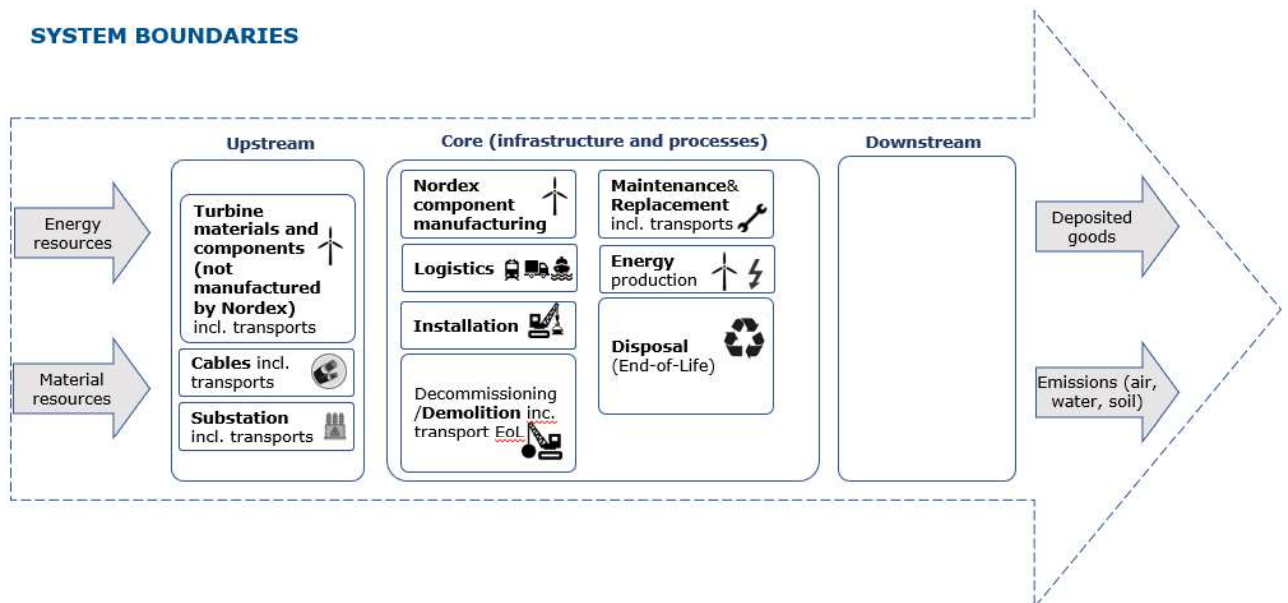 SYSTEM BOUNDARIES
Energy
resources
Material
resources
Upstream
Turbine
materials and
components
(not
manufactured
by Nordex)
incl. transports
Cables incl.
transports
Substation
incl. transports
Core (infrastructure and processes)
Nordex
component
manufacturing
Logistics
Installation
Decommissioning
/Demolition inc.
transport EoL
Maintenance&
Replacement
incl. transports
Energy
production
Disposal
(End-of-Life)
Downstream
Deposited
goods
Emissions (air,
water, soil)